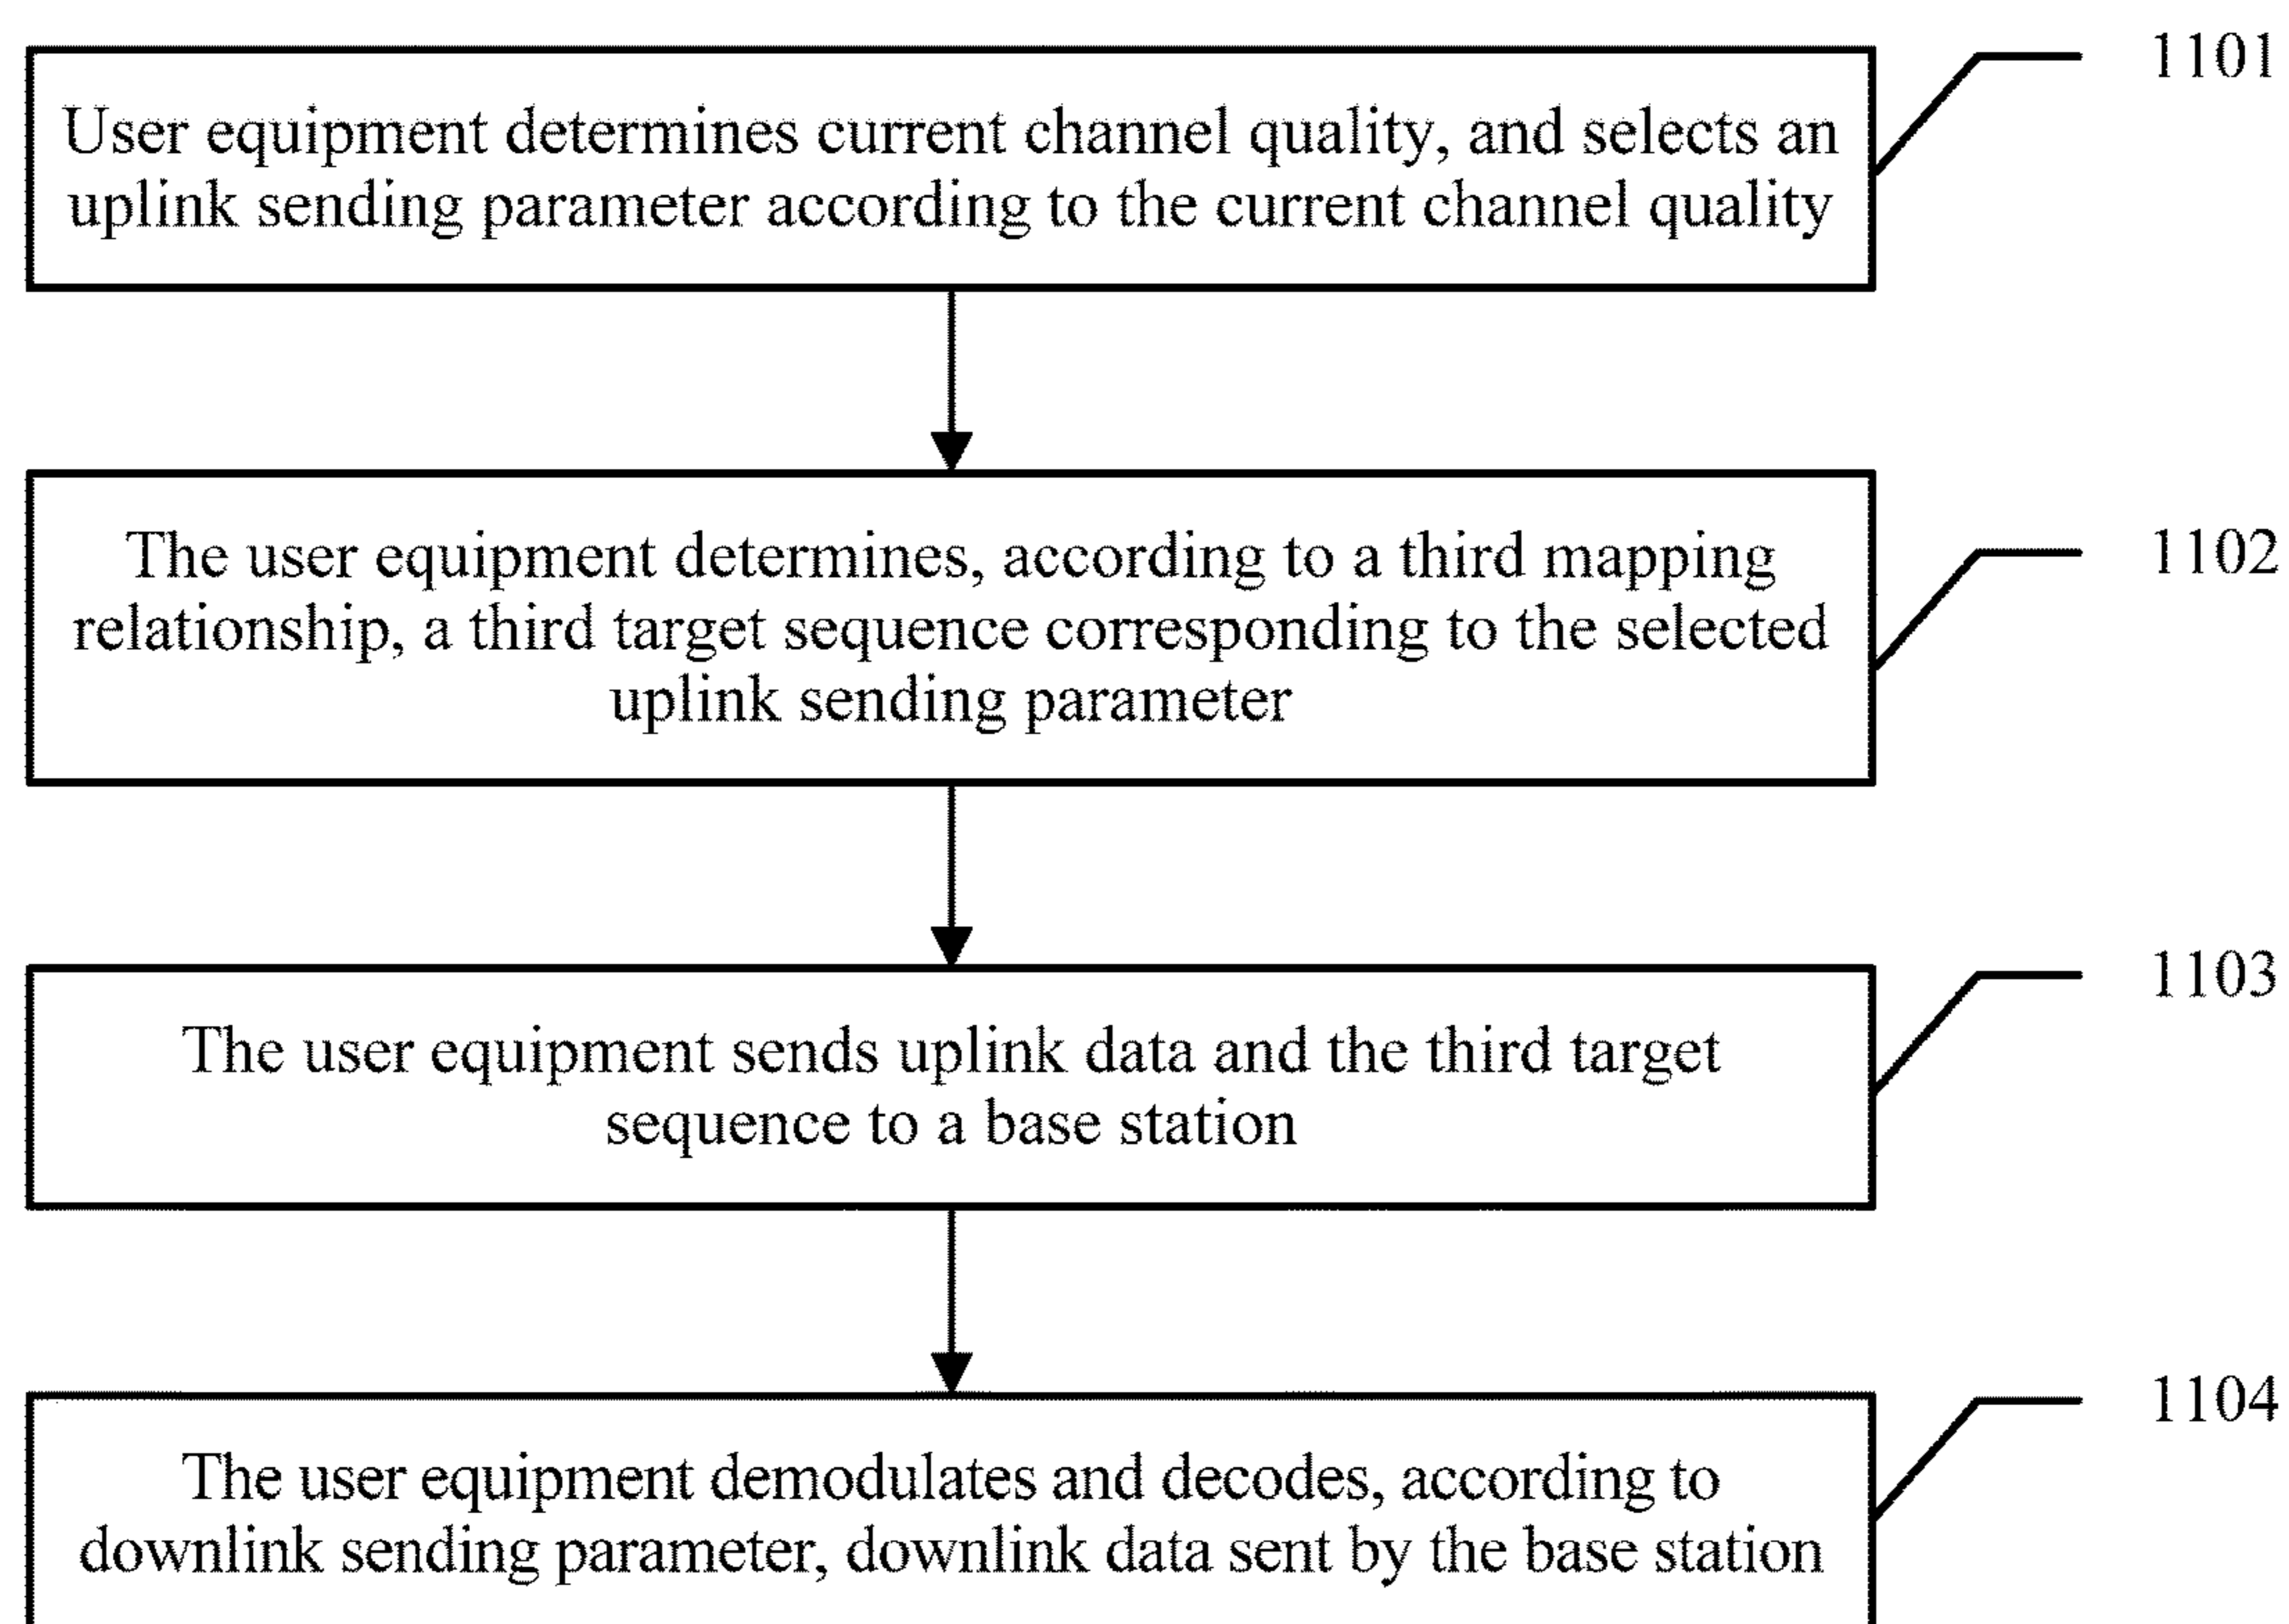 1101
User equipment determines current channel quality, and selects an
uplink sending parameter according to the current channel quality
1102
The user equipment determines, according to a third mapping
relationship, a third target sequence corresponding to the selected
uplink sending parameter
1103
The user equipment sends uplink data and the third target
sequence to a base station
1104
The user equipment demodulates and decodes, according to
downlink sending parameter, downlink data sent by the base station